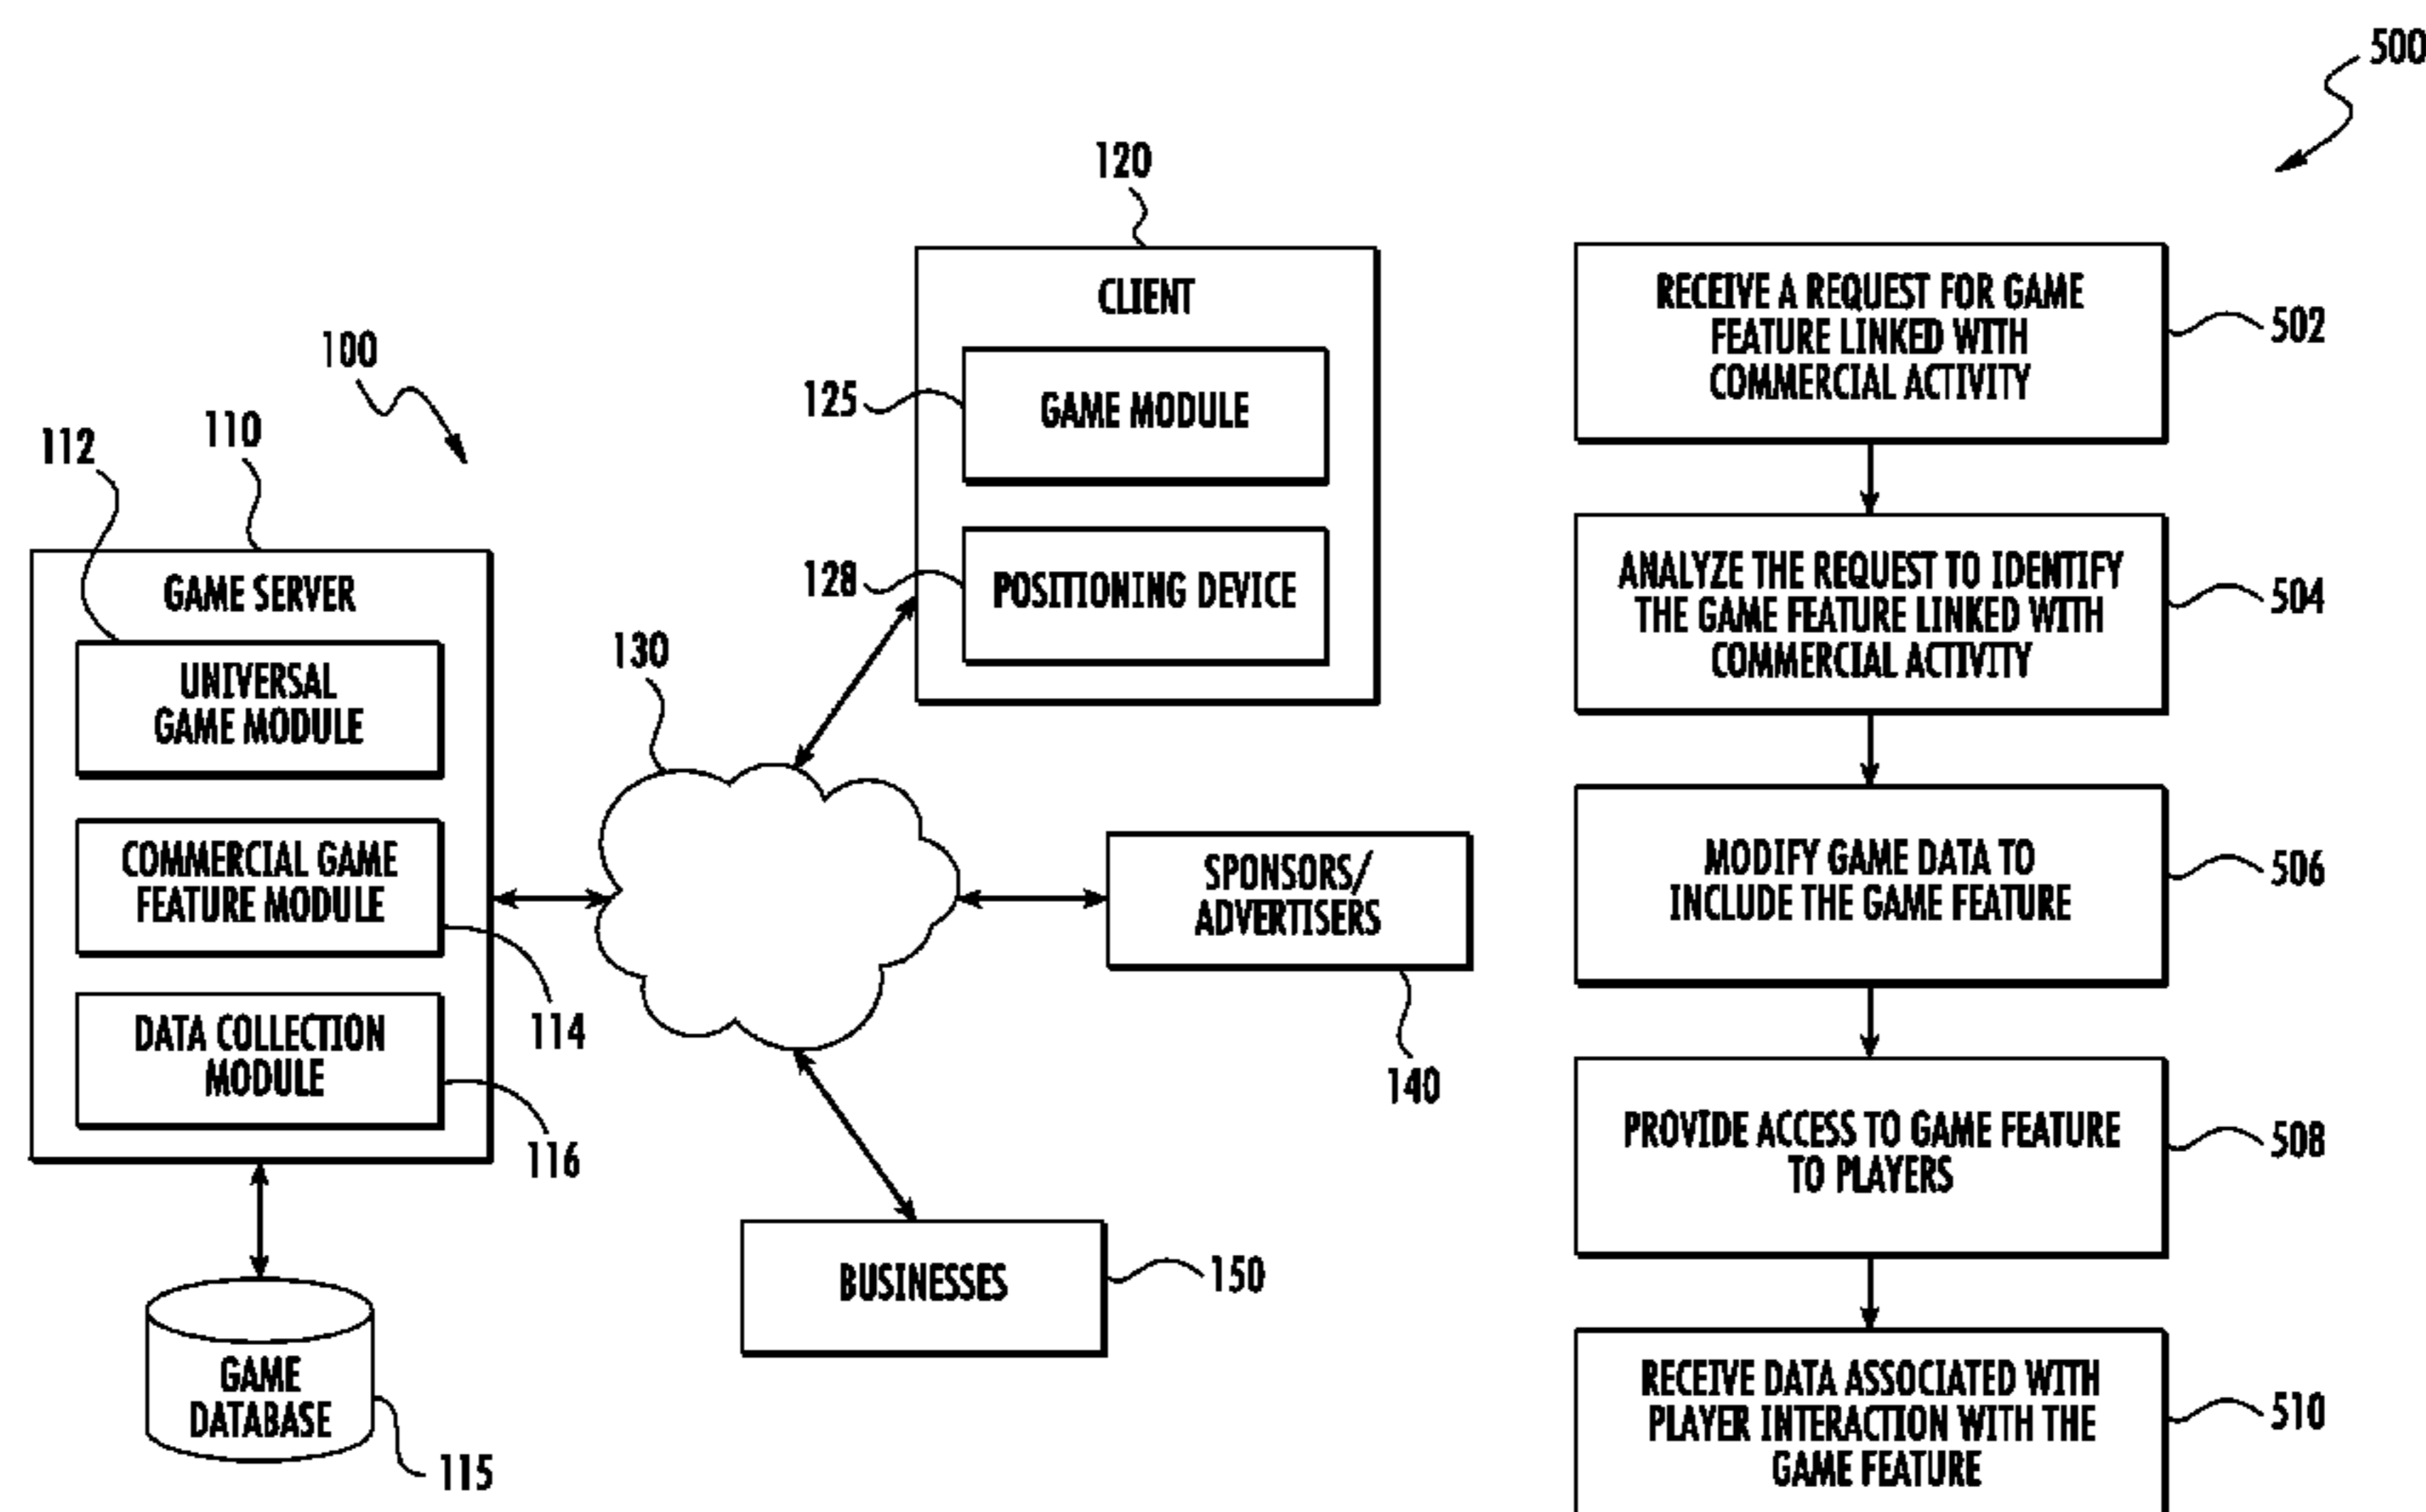 500
120
CLIENT
125
GAME MODULE
128
POSITIONING DEVICE
100
110
112
GAME SERVER
UNIVERSAL
GAME MODULE
COMMERCIAL GAME
FEATURE MODULE
114
DATA COLLECTION
MODULE
116
GAME
DATABASE
115
130
SPONSORS/
ADVERTISERS
140
BUSINESSES
150
RECEIVE A REQUEST FOR GAME
FEATURE LINKED WITH
COMMERCIAL ACTIVITY
502
ANALYZE THE REQUEST TO IDENTIFY
THE GAME FEATURE LINKED WITH
COMMERCIAL ACTIVITY
504
MODIFY GAME DATA TO
INCLUDE THE GAME FEATURE
506
PROVIDE ACCESS TO GAME FEATURE
TO PLAYERS
508
RECEIVE DATA ASSOCIATED WITH
PLAYER INTERACTION WITH THE
GAME FEATURE
510